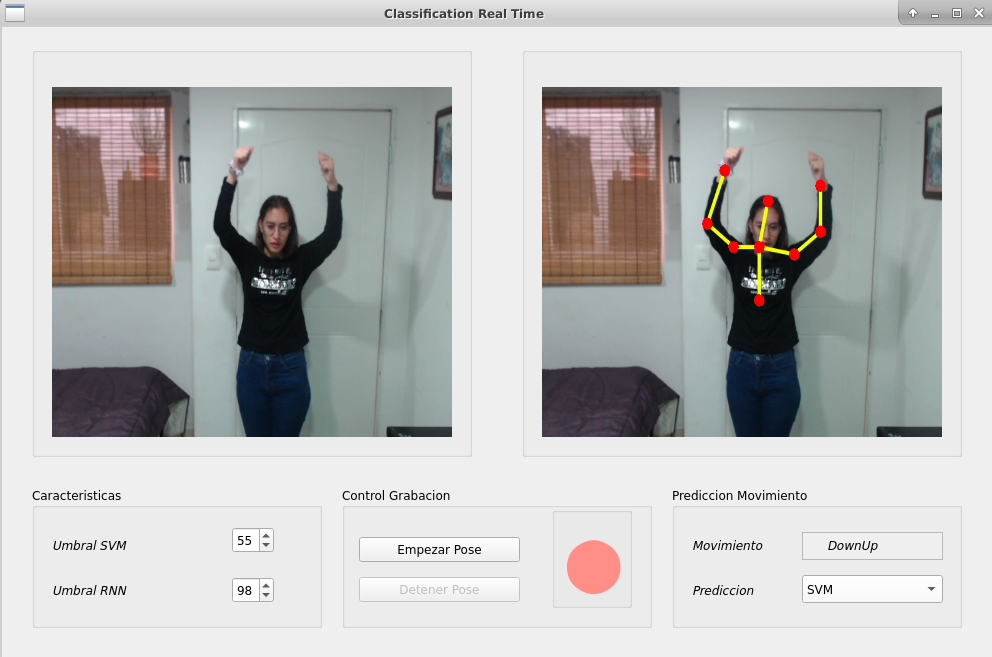 Classification Real Time
Caracteristicas
Umbral SVM 55
Umbral RNN 98
Control Grabacion
Empezar Pose
Detener Pose
Prediccion Movimiento
Movimiento DownUp
Prediccion SVM